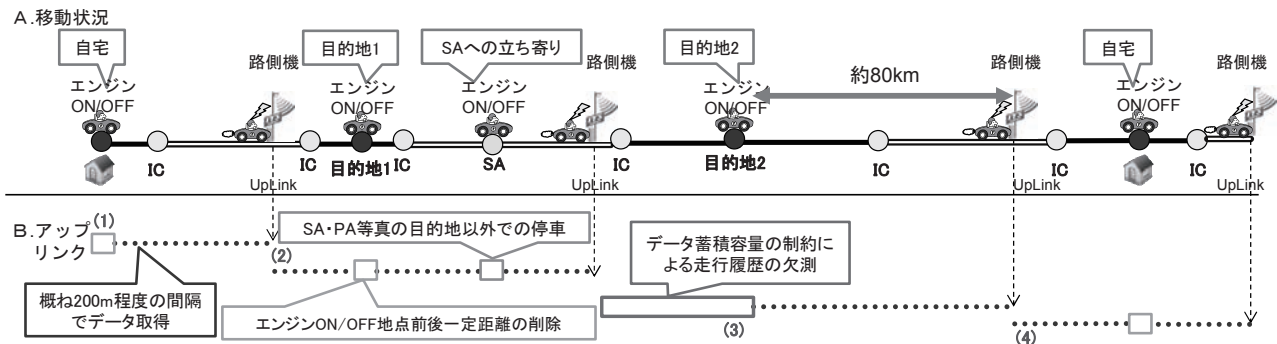 A.移動状況
自宅
エンジン
ON/OFF
IC
路側機
UpLink
IC
目的地1
エンジン
ON/OFF
目的地1
IC
SAへの立ち寄り
エンジン
ON/OFF
SA
路側機
UpLink
IC
目的地2
エンジン
ON/OFF
目的地2
約80km
IC
路側機
UpLink
IC
自宅
エンジン
ON/OFF
IC
路側機
UpLink
B.アップ
リンク
(1)
概ね200m程度の間隔
でデータ取得
(2)
SA・PA等真の目的地以外での停車
エンジンON/OFF地点前後一定距離の削除
データ蓄積容量の制約に
よる走行履歴の欠測
(3)
(4)